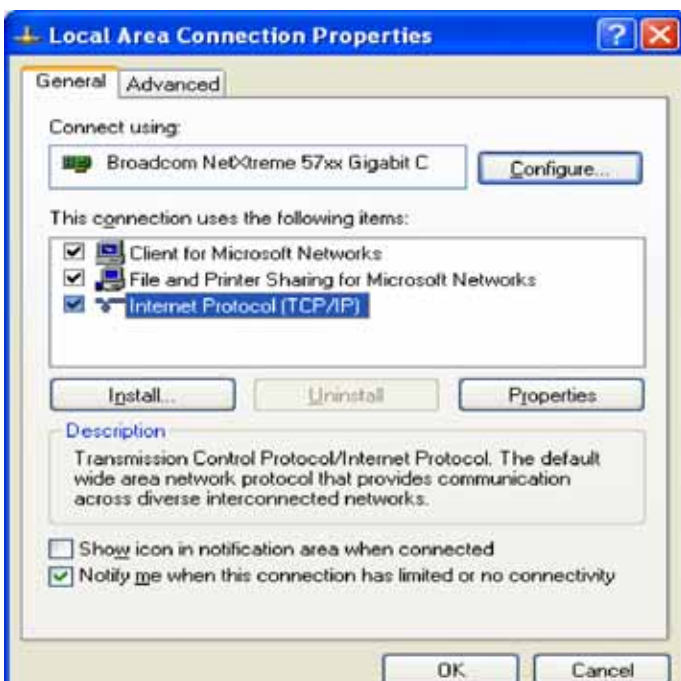 Local Area Connection Properties
General
Advanced
Connect using:
Broadcom NetXtreme 57xx Gigabit C
Configure...
This connection uses the following items:
Client for Microsoft Networks
File and Printer Sharing for Microsoft Networks
Internet Protocol (TCP/IP)
Install...
Uninstall
Properties
Description
Transmission Control Protocol/Internet Protocol. The default
wide area network protocol that provides communication
across diverse interconnected networks.
Show icon in notification area when connected
Notify me when this connection has limited or no connectivity
OK
Cancel